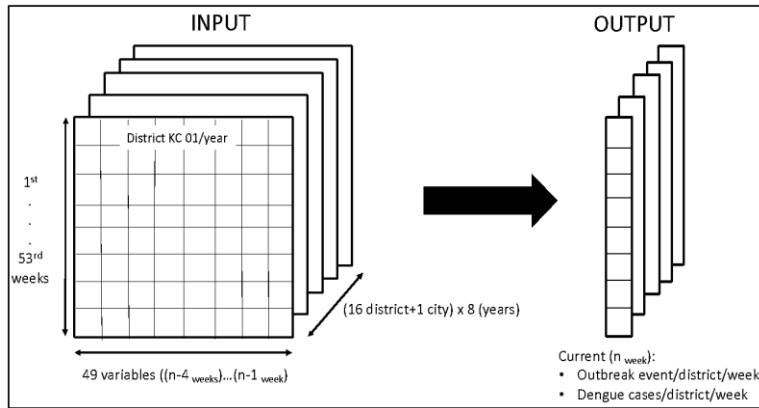 INPUT
OUTPUT
District KC 01/year
1st
.
.
.
53rd
weeks
(16 district+1 city) x 8 (years)
49 variables ((n-4 weeks)...(n-1 week)
Current (n week):
• Outbreak event/district/week
• Dengue cases/district/week